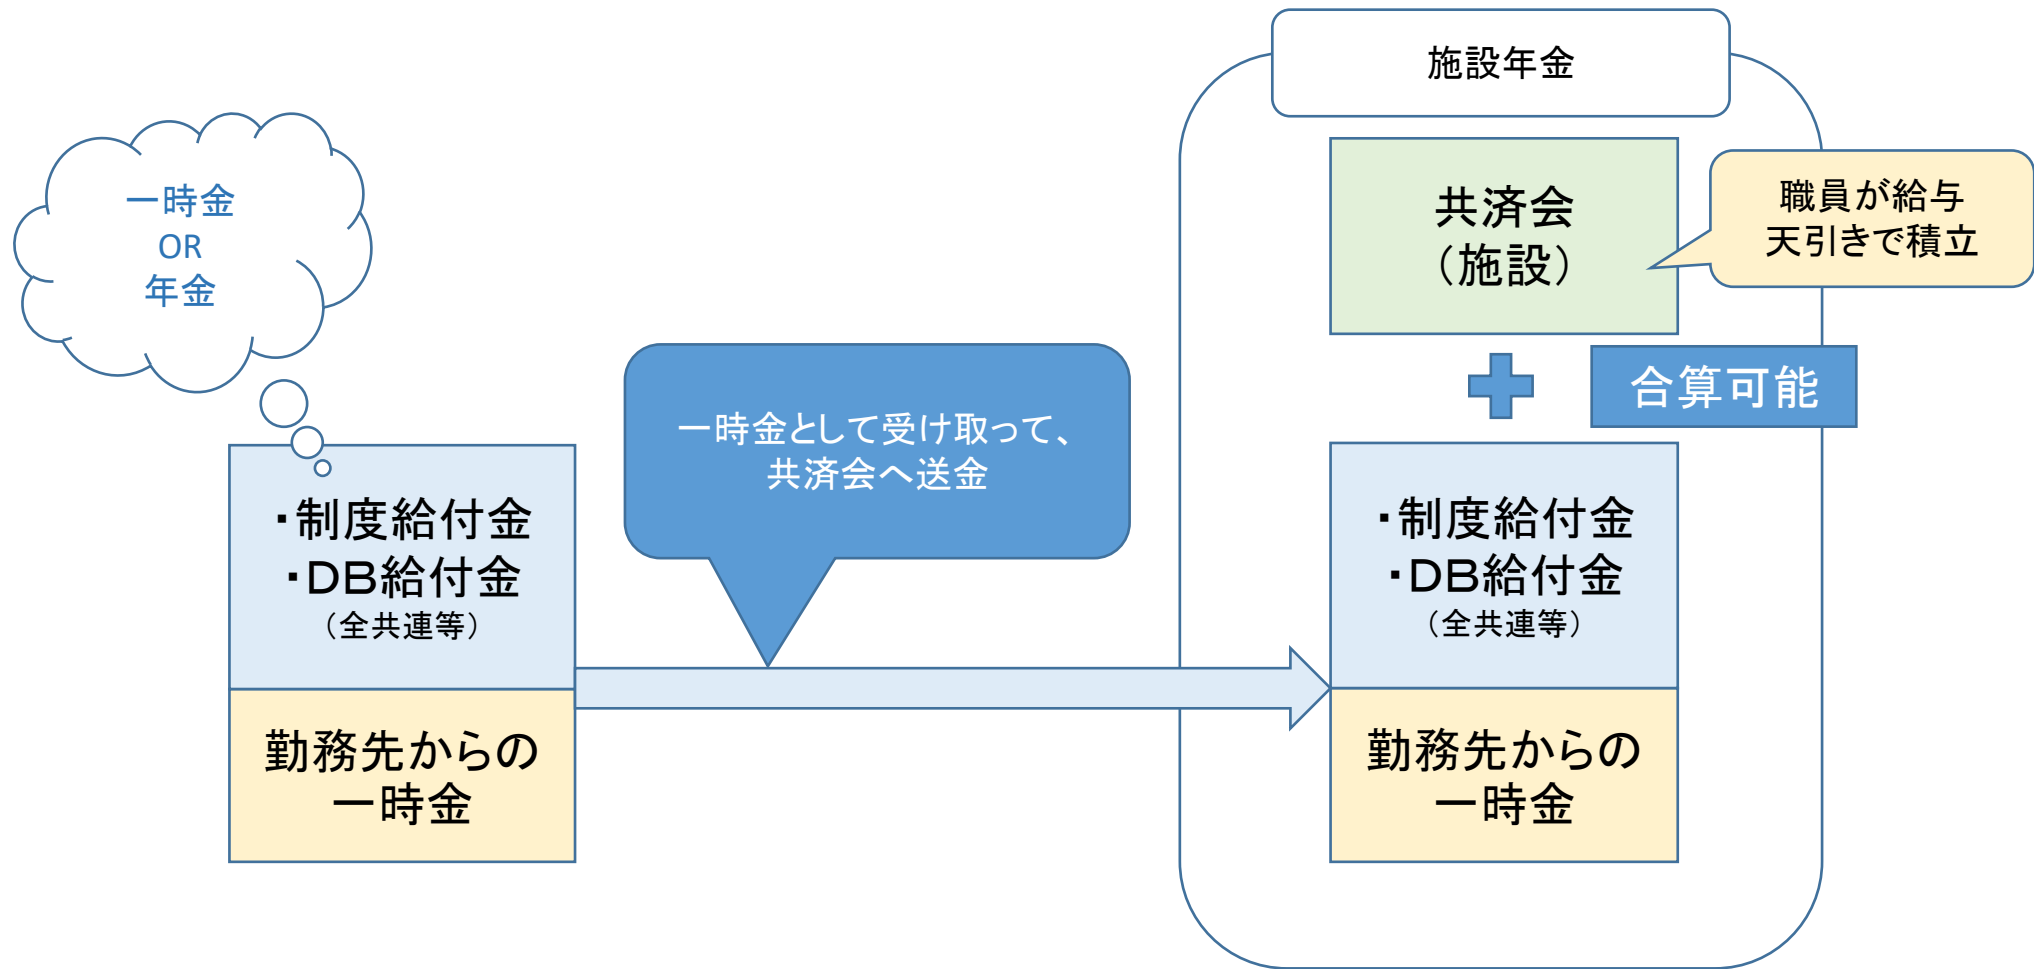 施設年金
一時金
OR
年金
共済会
（施設）
職員が給与
天引きで積立
合算可能
一時金として受け取って、
共済会へ送金
・制度給付金
・DB給付金
（全共連等）
勤務先からの
一時金
・制度給付金
・DB給付金
（全共連等）
勤務先からの
一時金